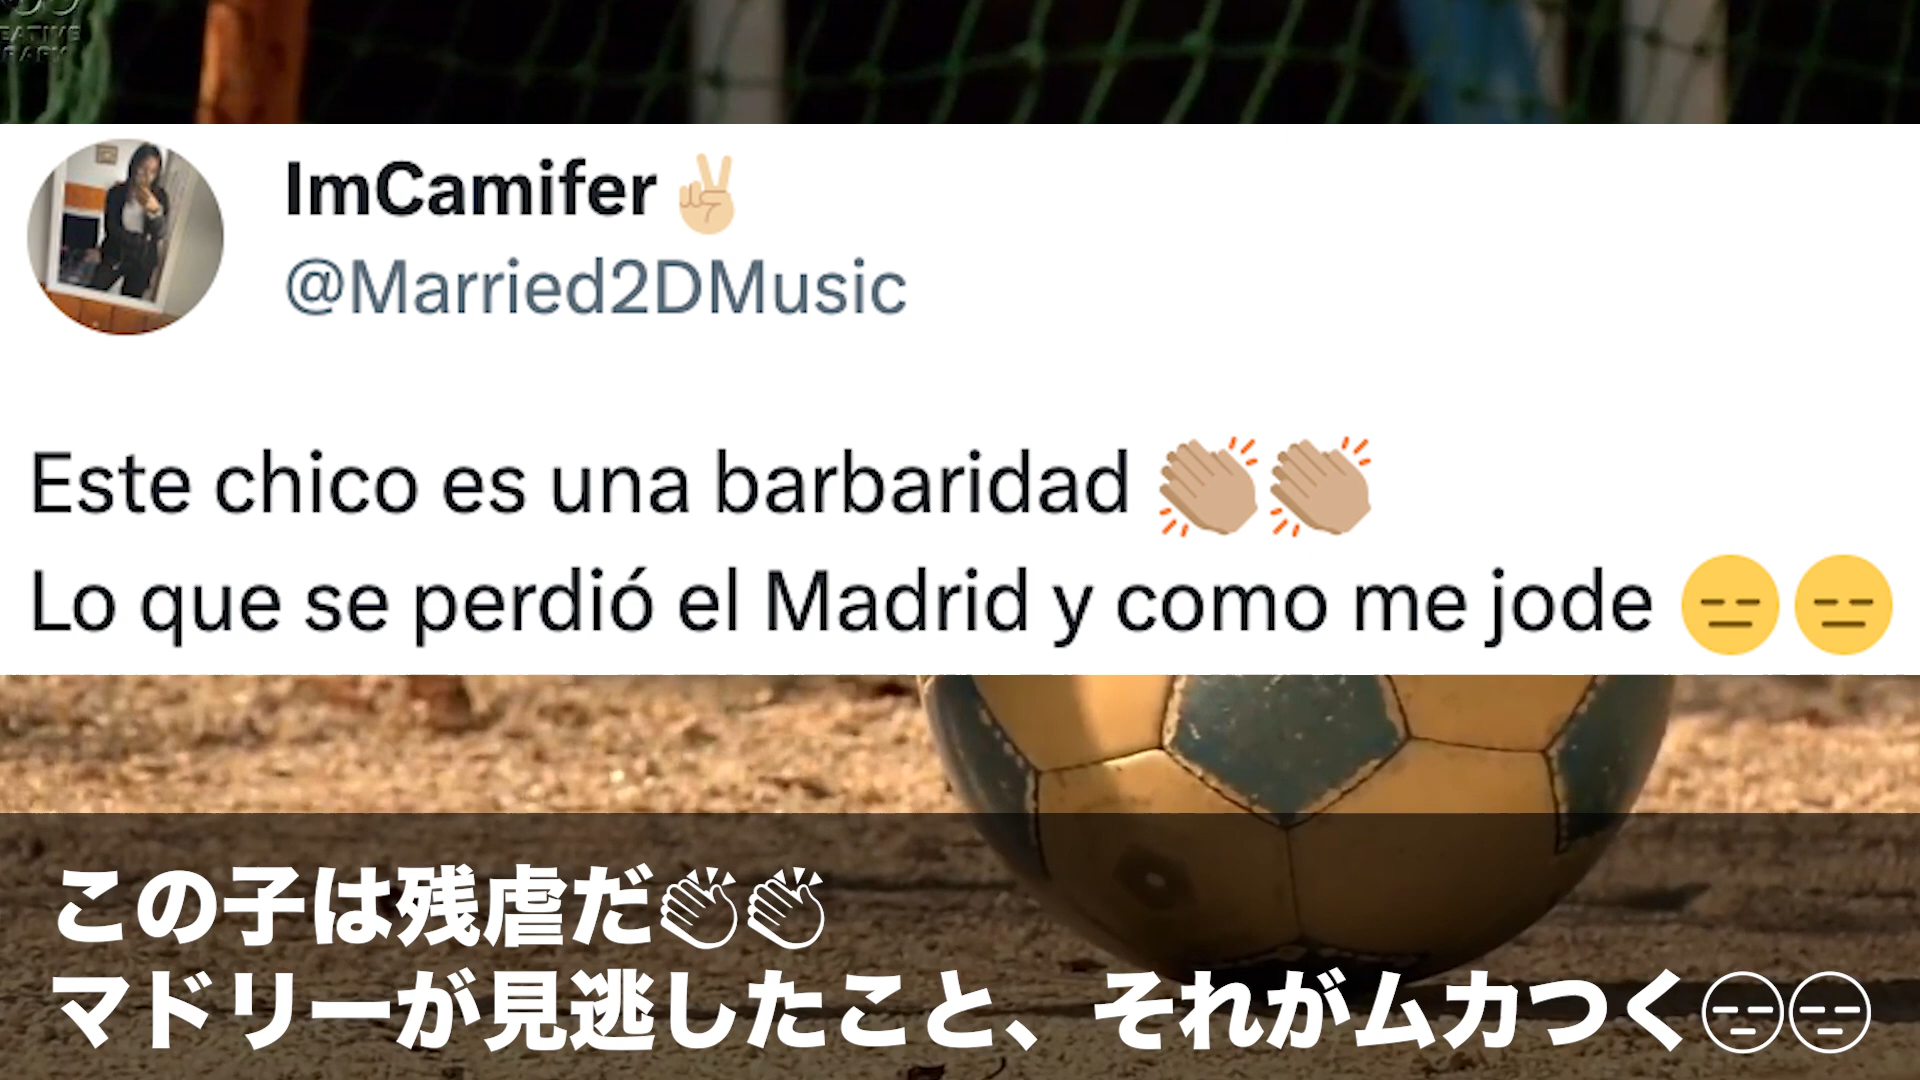 EATIVE
PARK
ImCamifer✌🏼
@Married2DMusic
Este chico es una barbaridad 👏🏽👏🏽
Lo que se perdió el Madrid y como me jode 😑😑
この子は残虐だ👏👏
マドリーが見逃したこと、それがムカつく😑😑